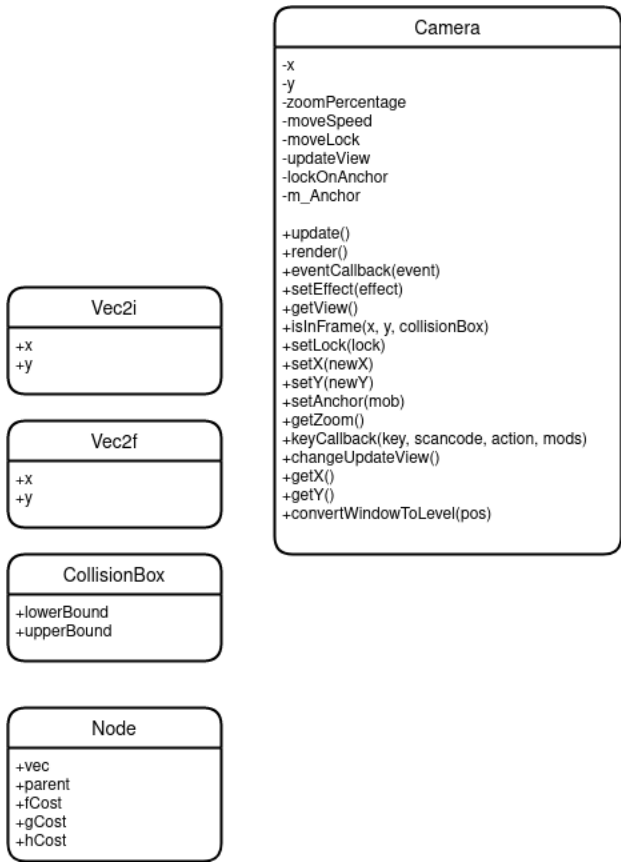 Camera
-x
-y
-zoomPercentage
-moveSpeed
-moveLock
-updateView
-lockOnAnchor
-m_Anchor
+update()
+render()
+eventCallback(event)
+setEffect(effect)
+getView()
+isInFrame(x, y, collisionBox)
+setLock(lock)
+setX(newX)
+setY(newY)
+setAnchor(mob)
+getZoom()
+keyCallback(key, scancode, action, mods)
+changeUpdateView()
+getX()
+getY()
+convertWindowToLevel(pos)
Vec2i
+x
+y
Vec2f
+x
+y
CollisionBox
+lowerBound
+upperBound
Node
+vec
+parent
+fCost
+gCost
+hCost